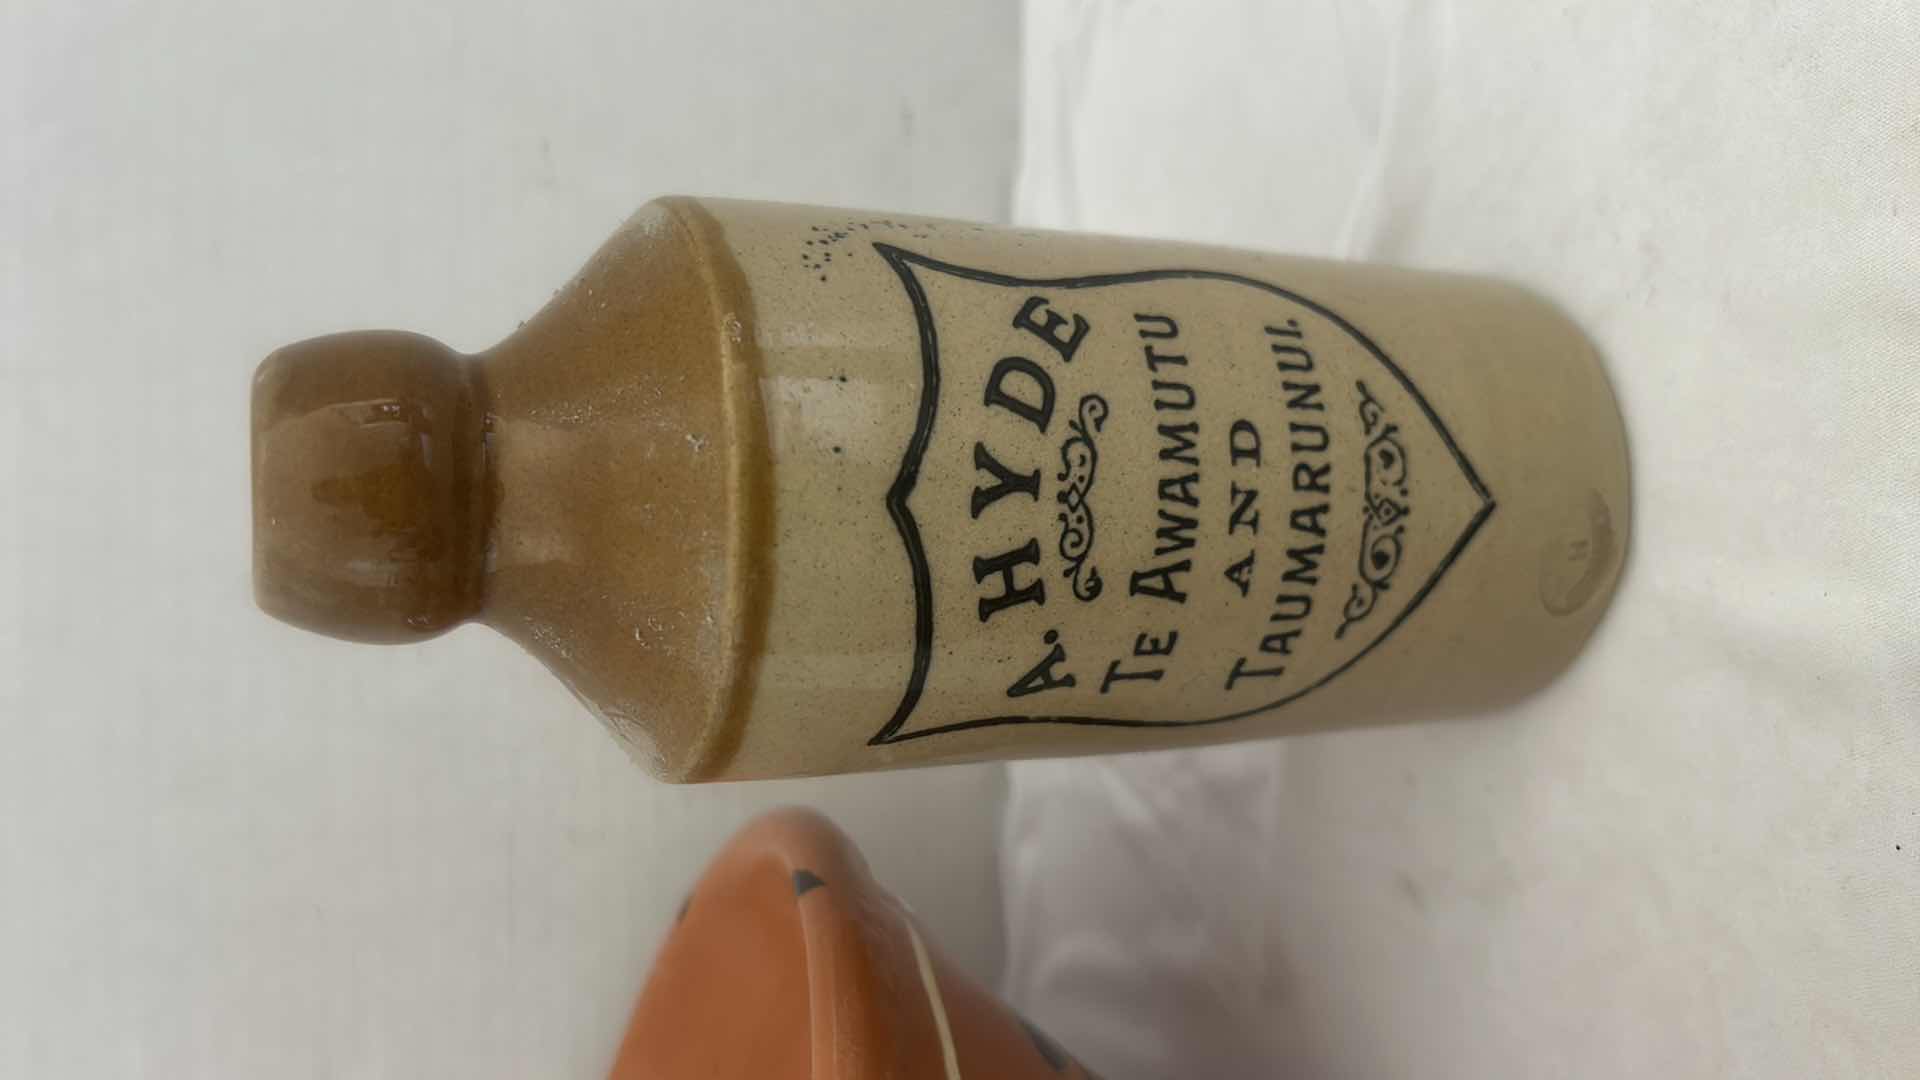 A. HYDE
TE AWAMUTU
AND
TAUMARUNUI.